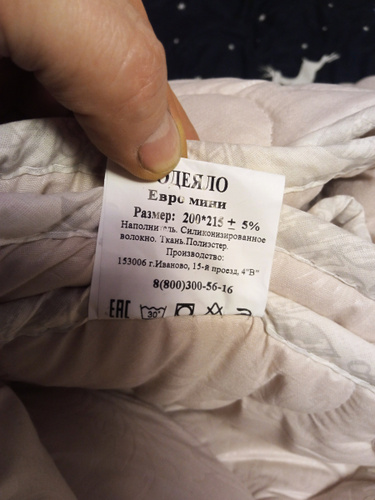 ОДЕЯЛО
Евро мини
Размер: 200*215 ± 5%
Наполнитель. Силиконизированное
волокно. Ткань.Полиэстер.
Производство:
153006 г.Иваново, 15-й проезд, 4"В"
8(800)300-56-16
EAC 30°